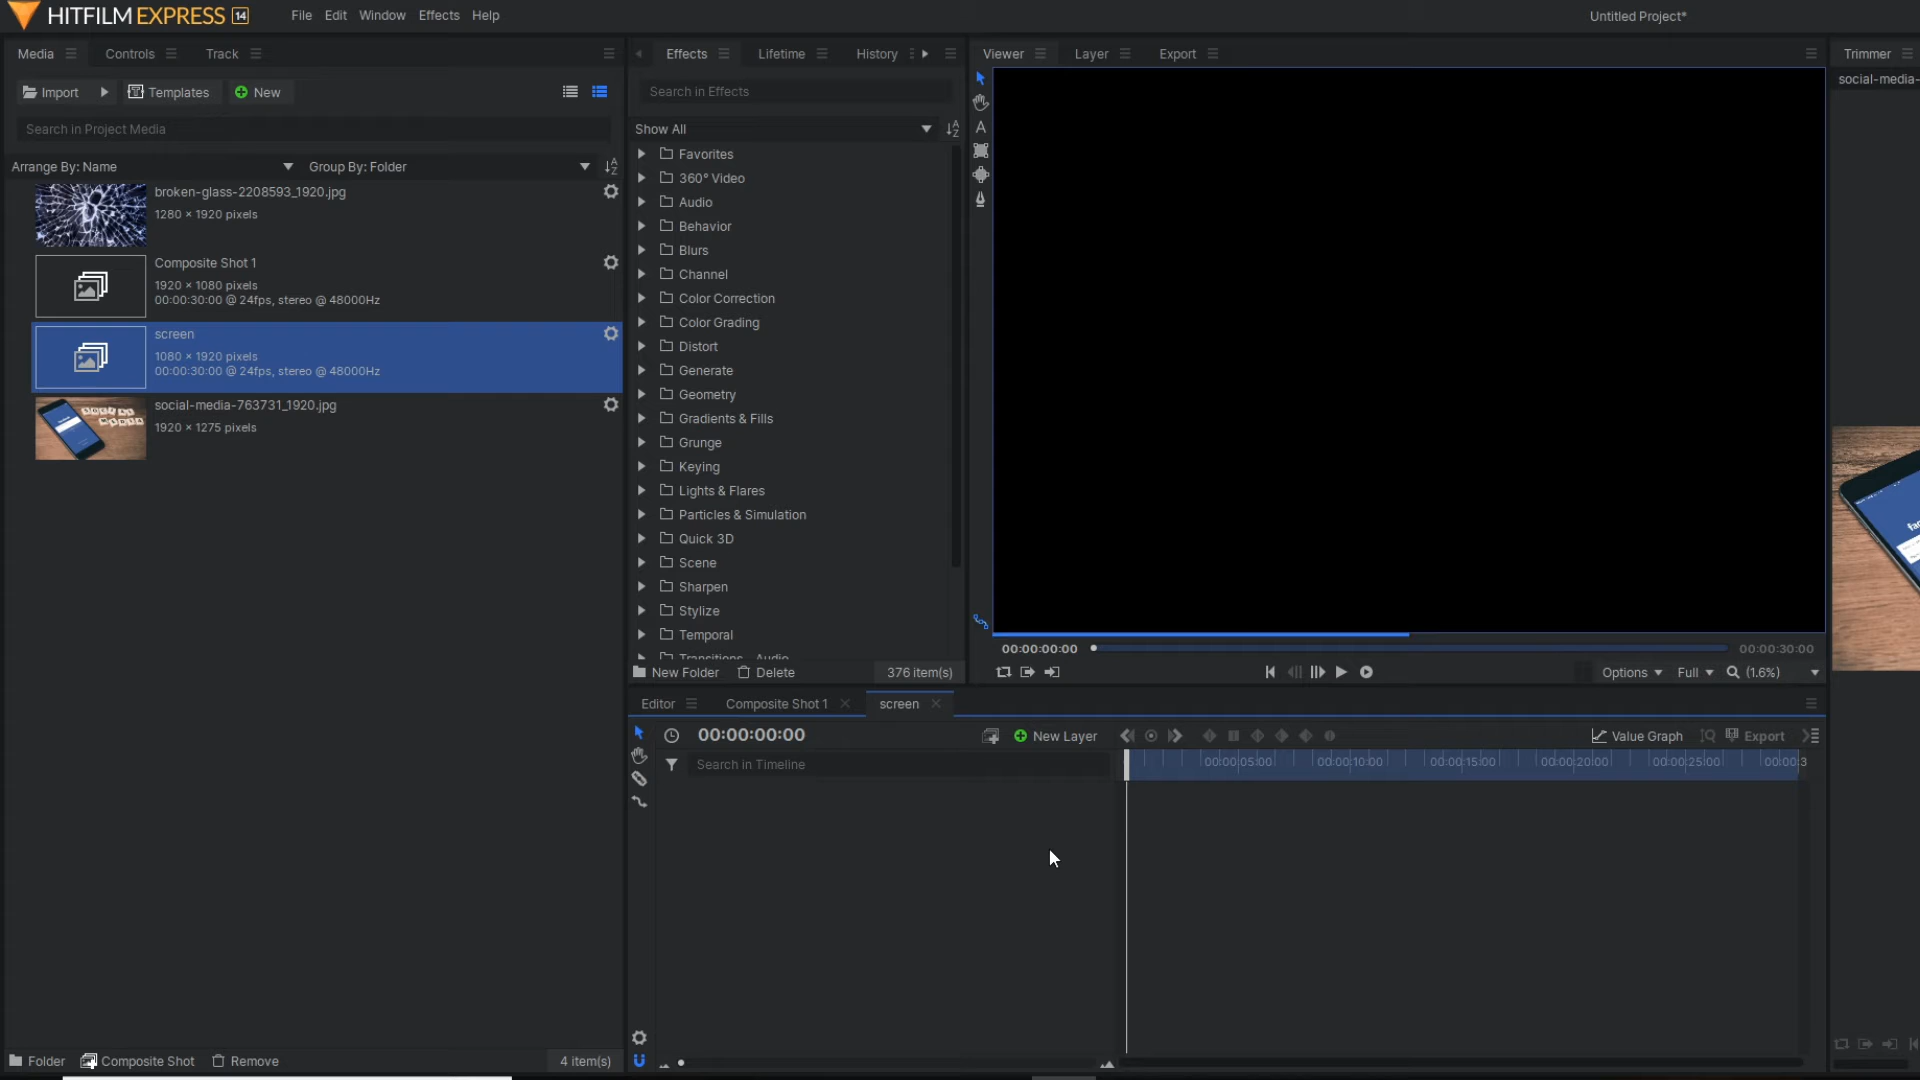 HITFILM EXPRESS 14
File Edit Window Effects Help
Untitled Project*
Media Controls Track
Effects Lifetime History
Viewer Layer Export
Trimmer
social-media-
Import Templates New
Search in Project Media
Arrange By: Name Group By: Folder
broken-glass-2208593_1920.jpg
1280 × 1920 pixels
Composite Shot 1
1920 × 1080 pixels
00:00:30:00 @ 24fps, stereo @ 48000Hz
screen
1080 × 1920 pixels
00:00:30:00 @ 24fps, stereo @ 48000Hz
social-media-763731_1920.jpg
1920 × 1275 pixels
Folder Composite Shot Remove 4 item(s)
Search in Effects
Show All
Favorites
360° Video
Audio
Behavior
Blurs
Channel
Color Correction
Color Grading
Distort
Generate
Geometry
Gradients & Fills
Grunge
Keying
Lights & Flares
Particles & Simulation
Quick 3D
Scene
Sharpen
Stylize
Temporal
Transitions - Audio
New Folder Delete 376 item(s)
00:00:00:00 00:00:30:00
Options Full (1.6%)
Editor Composite Shot 1 screen
00:00:00:00 New Layer Value Graph Export
Search in Timeline
00:00:05:00 00:00:10:00 00:00:15:00 00:00:20:00 00:00:25:00 00:00:3